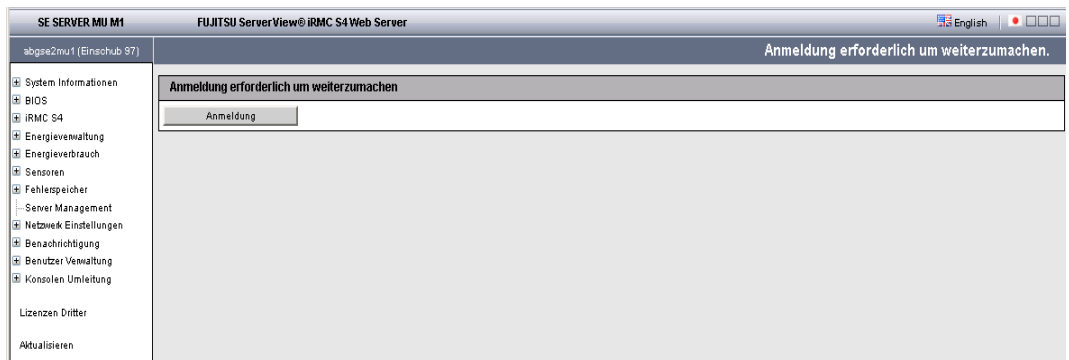 SE SERVER MU M1
FUJITSU ServerView® iRMC S4 Web Server
English
abgse2mu1 (Einschub 97)
Anmeldung erforderlich um weiterzumachen.
System Informationen
BIOS
iRMC S4
Energieverwaltung
Energieverbrauch
Sensoren
Fehlerspeicher
Server Management
Netzwerk Einstellungen
Benachrichtigung
Benutzer Verwaltung
Konsolen Umleitung
Lizenzen Dritter
Aktualisieren
Anmeldung erforderlich um weiterzumachen
Anmeldung